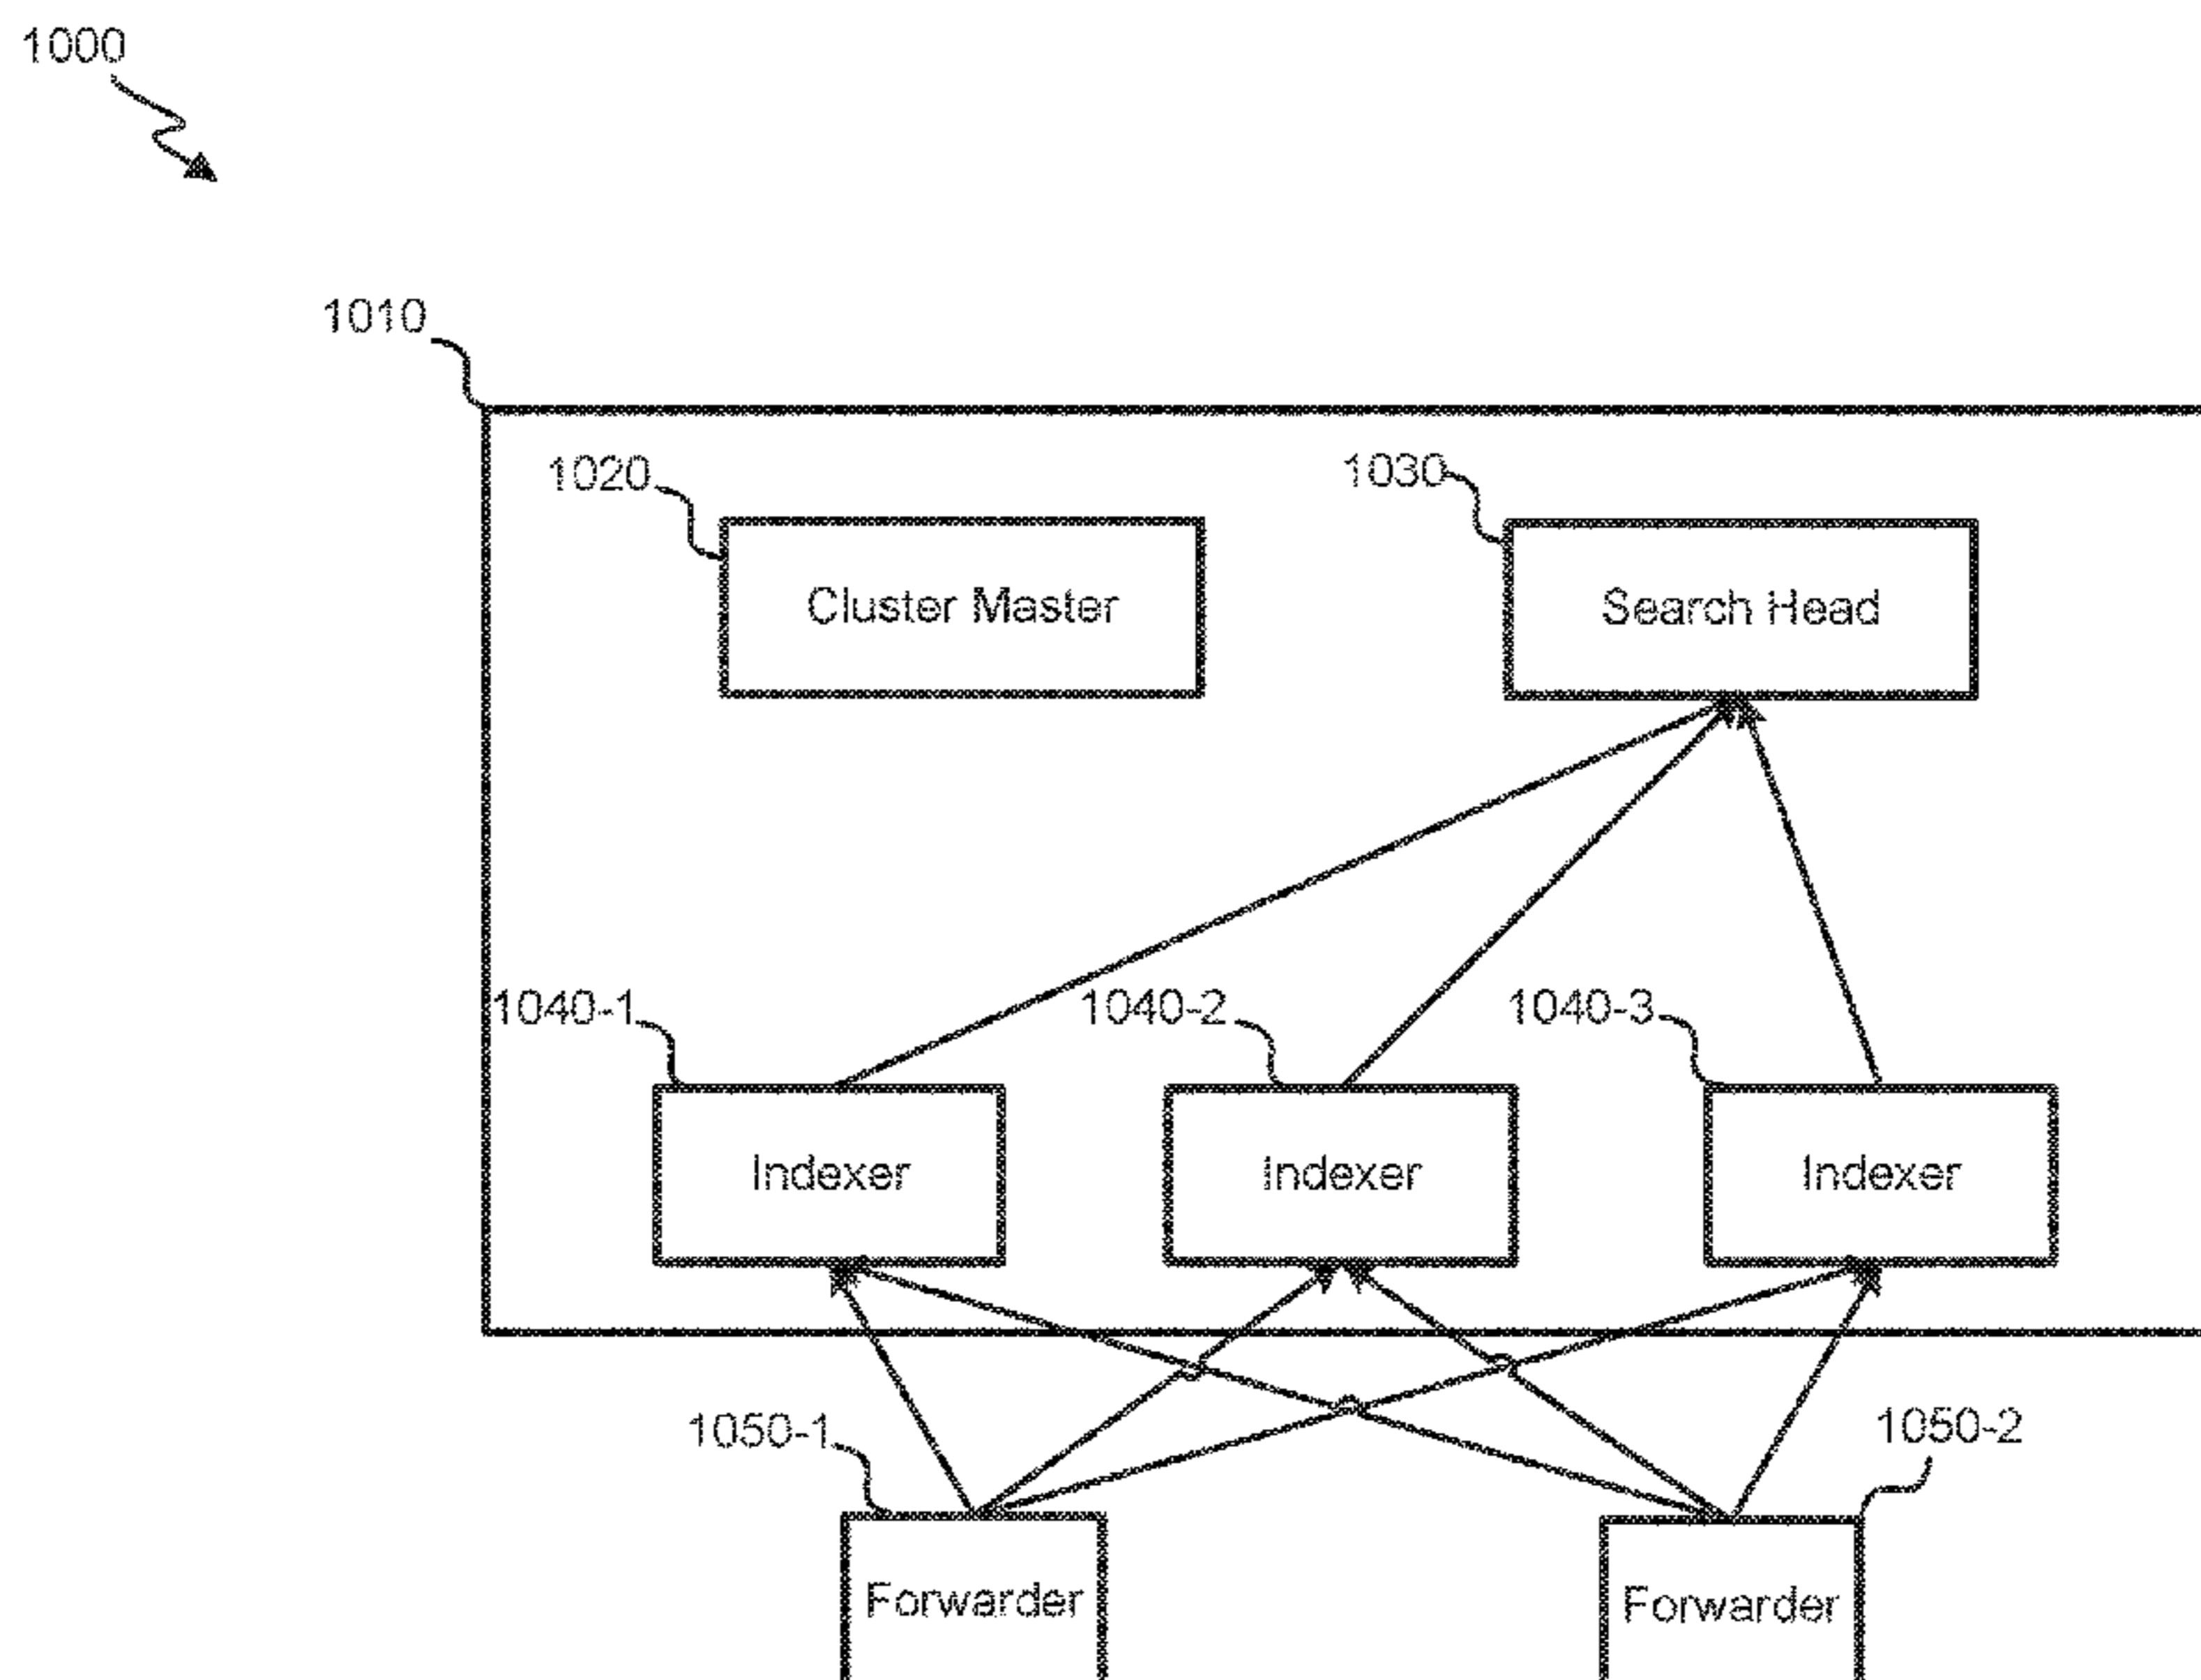 1000
1010
1020
1030
Cluster Master
Search Head
1040-1
1040-2
1040-3
Indexer
Indexer
Indexer
1050-1
1050-2
Forwarder
Forwarder